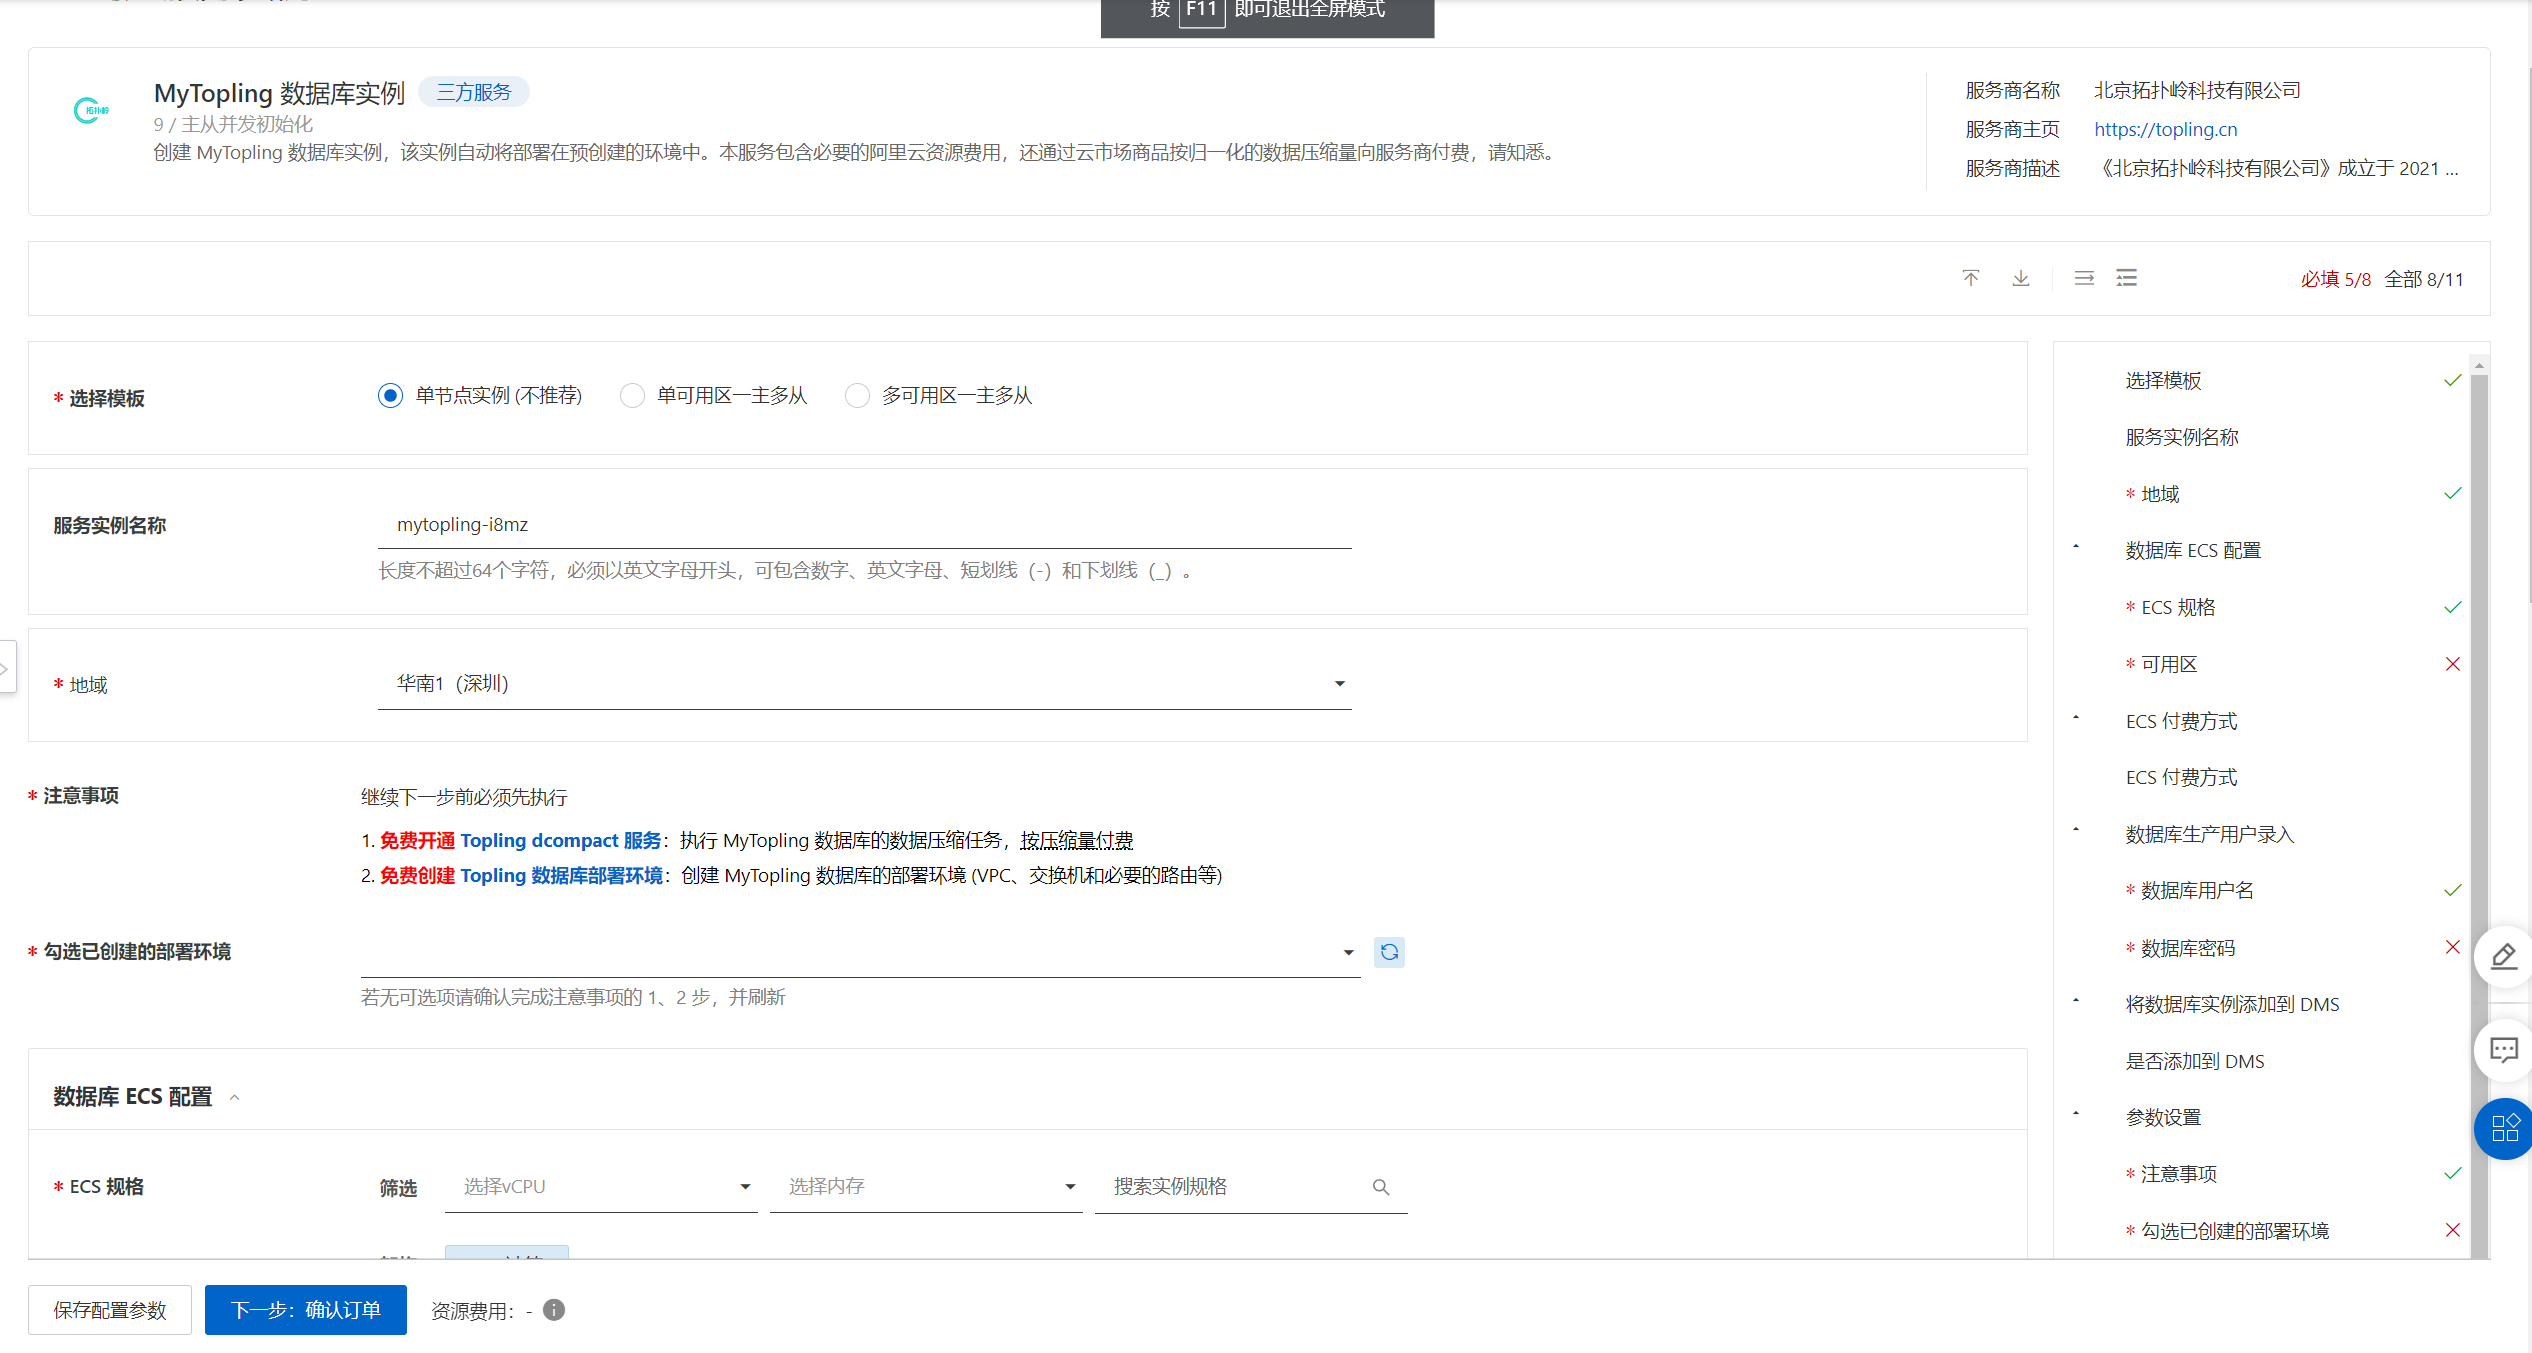 按 F11 即可退出全屏模式
拓扑岭
MyTopling 数据库实例 三方服务
9 / 主从并发初始化
创建 MyTopling 数据库实例，该实例自动将部署在预创建的环境中。本服务包含必要的阿里云资源费用，还通过云市场商品按归一化的数据压缩量向服务商付费，请知悉。
服务商名称 北京拓扑岭科技有限公司
服务商主页 https://topling.cn
服务商描述 《北京拓扑岭科技有限公司》成立于 2021 ...
必填 5/8 全部 8/11
* 选择模板 单节点实例 (不推荐) 单可用区一主多从 多可用区一主多从
服务实例名称 mytopling-i8mz
长度不超过64个字符，必须以英文字母开头，可包含数字、英文字母、短划线（-）和下划线（_）。
* 地域 华南1（深圳）
* 注意事项 继续下一步前必须先执行
1. 免费开通 Topling dcompact 服务：执行 MyTopling 数据库的数据压缩任务，按压缩量付费
2. 免费创建 Topling 数据库部署环境：创建 MyTopling 数据库的部署环境 (VPC、交换机和必要的路由等)
* 勾选已创建的部署环境
若无可选项请确认完成注意事项的 1、2 步，并刷新
数据库 ECS 配置
* ECS 规格 筛选 选择vCPU 选择内存 搜索实例规格
选择模板
服务实例名称
* 地域
数据库 ECS 配置
* ECS 规格
* 可用区
ECS 付费方式
ECS 付费方式
数据库生产用户录入
* 数据库用户名
* 数据库密码
将数据库实例添加到 DMS
是否添加到 DMS
参数设置
* 注意事项
* 勾选已创建的部署环境
保存配置参数 下一步：确认订单 资源费用： -